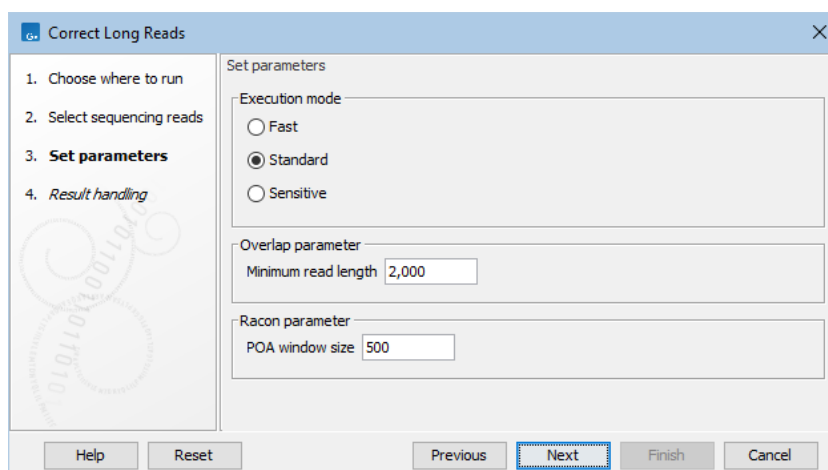 G.
Correct Long Reads
1. Choose where to run
2. Select sequencing reads
3. Set parameters
4. Result handling
Set parameters
Execution mode
Fast
Standard
Sensitive
Overlap parameter
Minimum read length 2,000
Racon parameter
POA window size 500
Help Reset Previous Next Finish Cancel